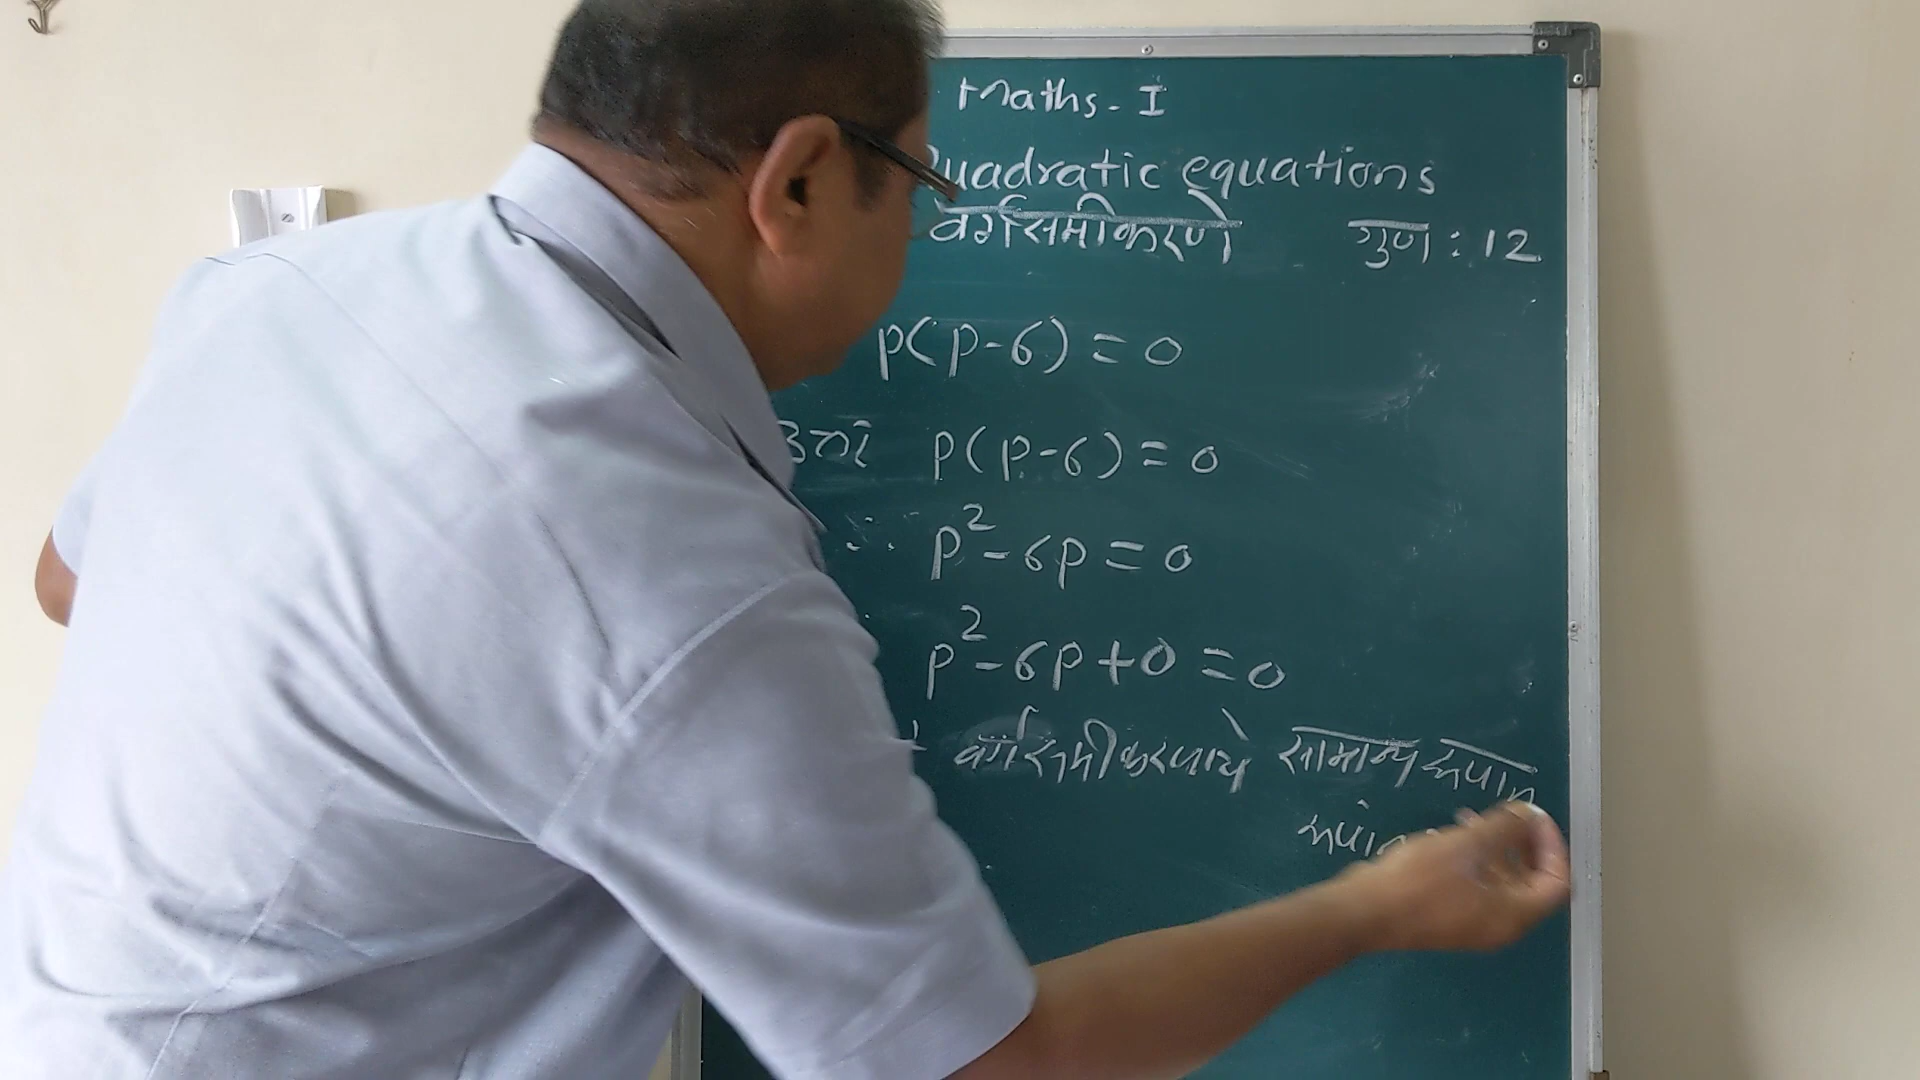 Maths - I
Quadratic equations
वर्गसमीकरणे गुण : 12
p(p-6) = 0
उत्तरः p(p-6) = 0
∴ p²-6p = 0
p²-6p+0 = 0
वर्गसमीकरणाचे सामान्य रूपात